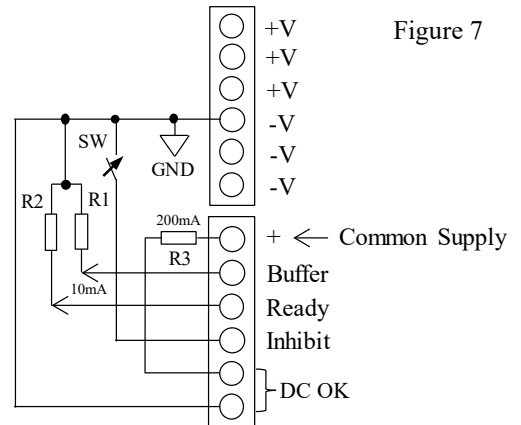 Figure 7
+V
+V
+V
-V
-V
-V
SW
GND
R2
R1
200mA
R3
+ ← Common Supply
Buffer
10mA
Ready
Inhibit
DC OK